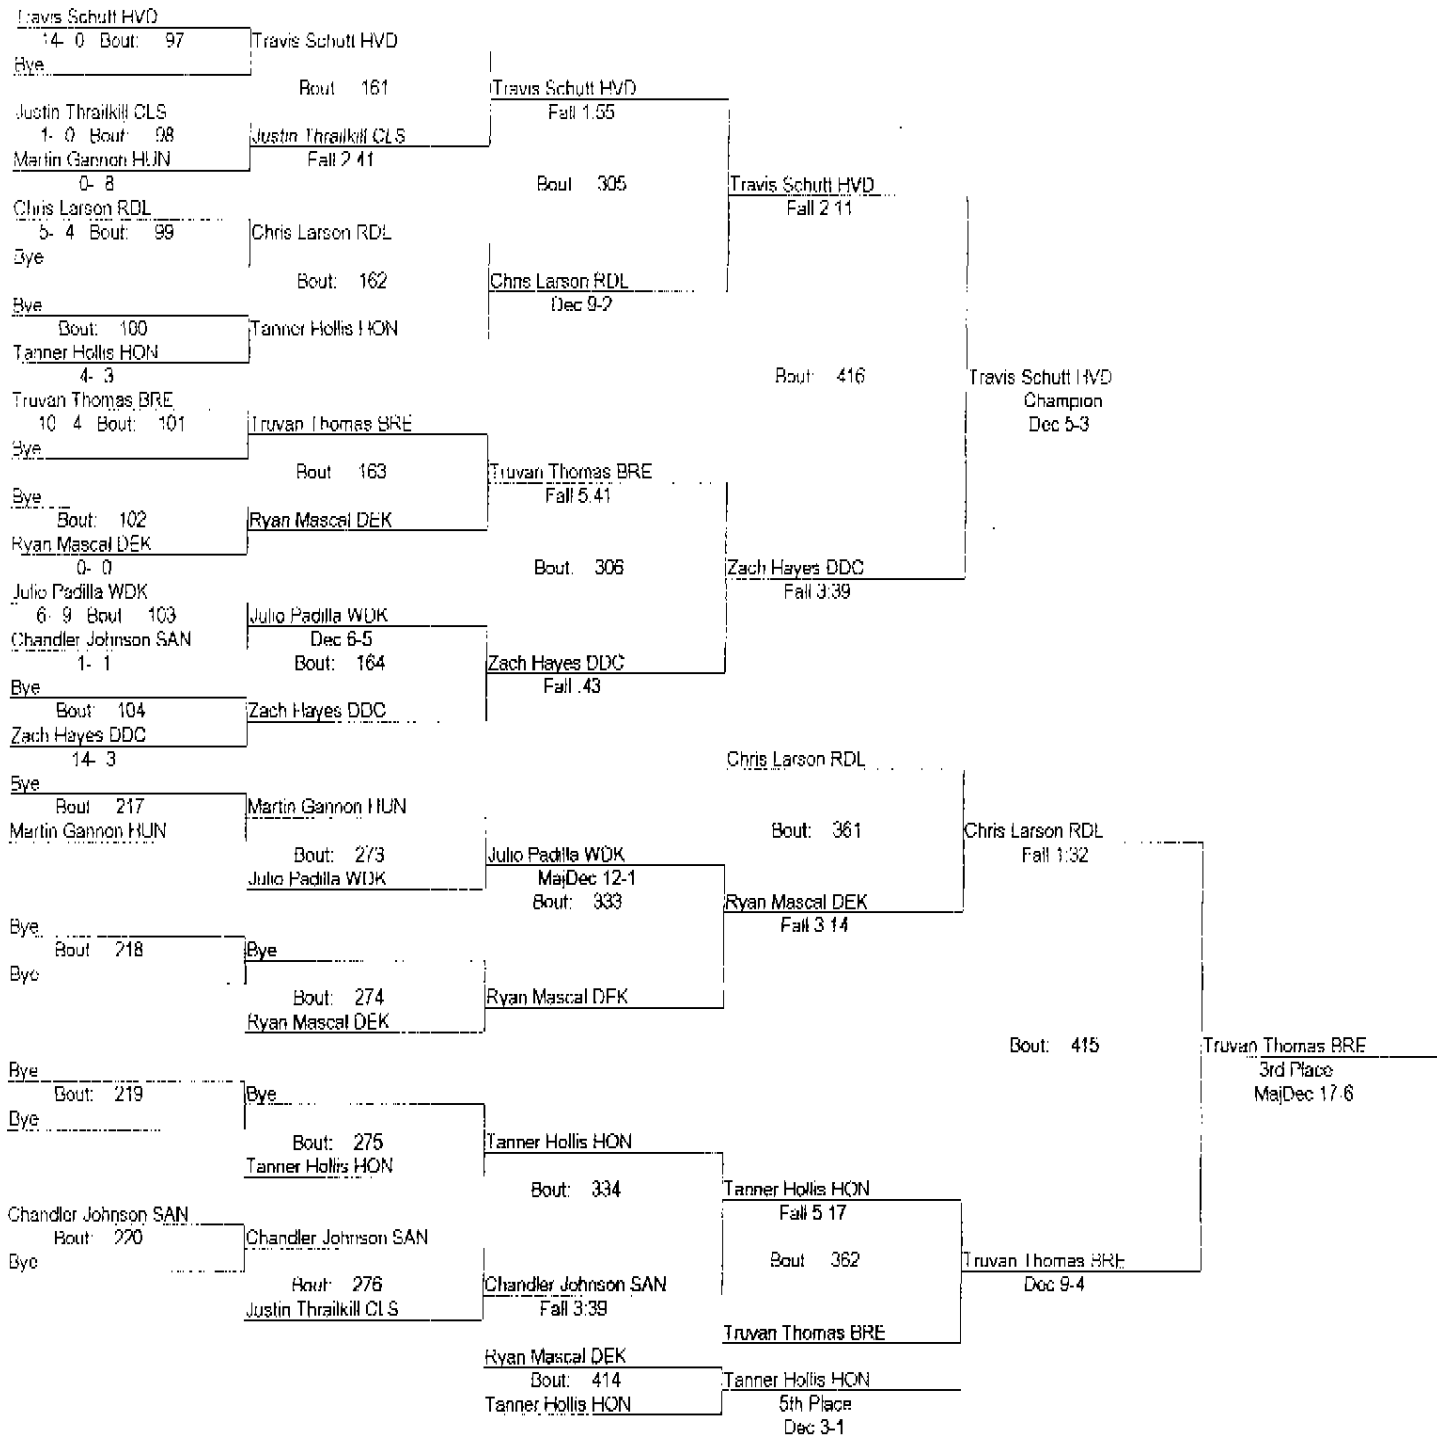 Travis Schutt HVD
14- 0 Bout: 97
Travis Schutt HVD
Bye
Bout 161
Travis Schutt HVD
Fall 1:55
Justin Thrailkill CLS
1- 0 Bout: 98
Justin Thrailkill CLS
Martin Gannon HUN
Fall 2:41
0- 8
Bout 305
Travis Schutt HVD
Fall 2:11
Chris Larson RDL
5- 4 Bout: 99
Chris Larson RDL
Bye
Bout: 162
Chris Larson RDL
Dec 9-2
Bye
Bout: 100
Tanner Hollis HON
Tanner Hollis HON
4- 3
Bout: 416
Travis Schutt HVD
Champion
Dec 5-3
Truvan Thomas BRE
10 4 Bout: 101
Truvan Thomas BRE
Bye
Bout 163
Truvan Thomas BRE
Fall 5:41
Bye
Bout: 102
Ryan Mascal DEK
Ryan Mascal DEK
0- 0
Bout: 306
Zach Hayes DDC
Fall 3:39
Julio Padilla WDK
6- 9 Bout 103
Julio Padilla WDK
Chandler Johnson SAN
Dec 6-5
1- 1
Bout: 164
Zach Hayes DDC
Fall :43
Bye
Bout: 104
Zach Hayes DDC
Zach Hayes DDC
14- 3
Chris Larson RDL
Bye
Bout 217
Martin Gannon HUN
Martin Gannon HUN
Bout: 361
Chris Larson RDL
Fall 1:32
Bout: 273
Julio Padilla WDK
Julio Padilla WDK
MajDec 12-1
Bout: 333
Ryan Mascal DEK
Fall 3:14
Bye
Bout 218
Bye
Bye
Bout: 274
Ryan Mascal DEK
Ryan Mascal DEK
Bout: 415
Truvan Thomas BRE
3rd Place
MajDec 17-6
Bye
Bout: 219
Bye
Bye
Bout: 275
Tanner Hollis HON
Tanner Hollis HON
Bout: 334
Tanner Hollis HON
Fall 5:17
Chandler Johnson SAN
Bout: 220
Chandler Johnson SAN
Bye
Bout 362
Truvan Thomas BRE
Dec 9-4
Bout: 276
Chandler Johnson SAN
Justin Thrailkill CLS
Fall 3:39
Truvan Thomas BRE
Ryan Mascal DEK
Bout: 414
Tanner Hollis HON
Tanner Hollis HON
5th Place
Dec 3-1